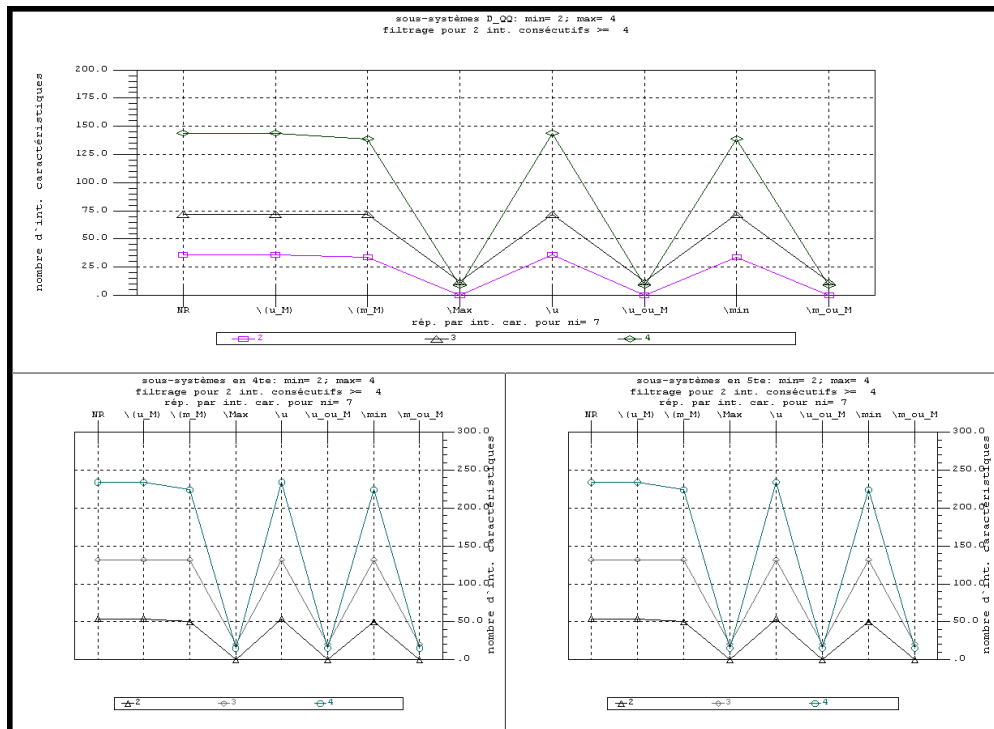 sous-systèmes D_QQ: min= 2; max= 4
filtrage pour 2 int. consécutifs >= 4
nombre d`int. caractéristiques
200.0
175.0
150.0
125.0
100.0
75.0
50.0
25.0
.0
NR \(u_M) \(m_M) \Max \u \u_ou_M \min \m_ou_M
rép. par int. car. pour ni= 7
2 3 4
sous-systèmes en 4te: min= 2; max= 4
filtrage pour 2 int. consécutifs >= 4
rép. par int. car. pour ni= 7
NR \(u_M) \(m_M) \Max \u \u_ou_M \min \m_ou_M
300.0
250.0
200.0
150.0
100.0
50.0
.0
nombre d`int. caractéristiques
2 3 4
sous-systèmes en 5te: min= 2; max= 4
filtrage pour 2 int. consécutifs >= 4
rép. par int. car. pour ni= 7
NR \(u_M) \(m_M) \Max \u \u_ou_M \min \m_ou_M
300.0
250.0
200.0
150.0
100.0
50.0
.0
nombre d`int. caractéristiques
2 3 4